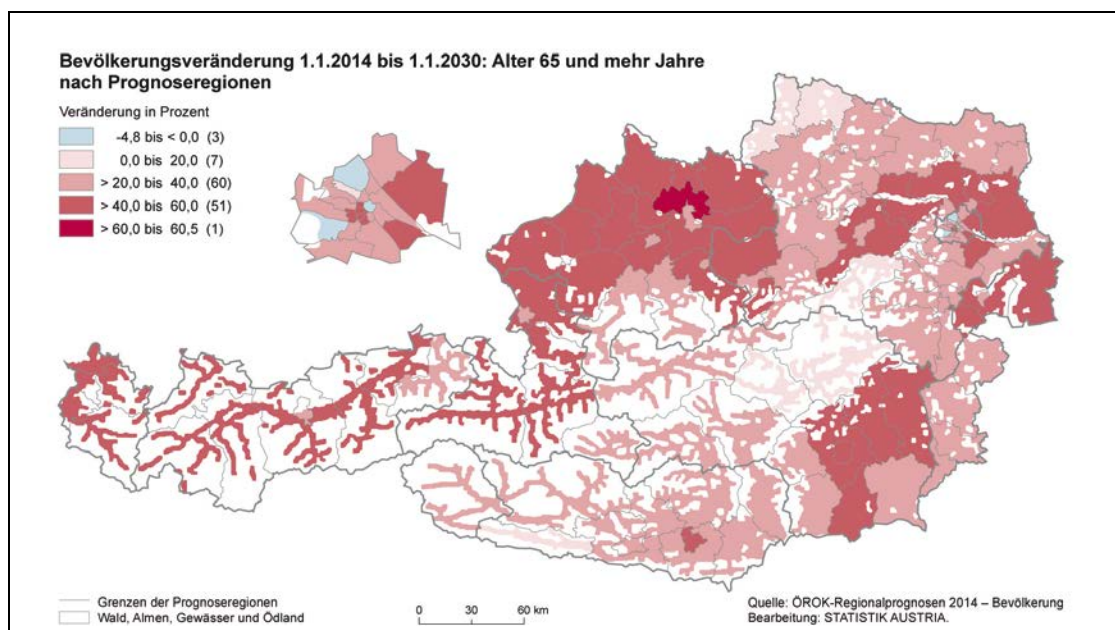 Bevölkerungsveränderung 1.1.2014 bis 1.1.2030: Alter 65 und mehr Jahre
nach Prognoseregionen
Veränderung in Prozent
-4,8 bis < 0,0 (3)
0,0 bis 20,0 (7)
> 20,0 bis 40,0 (60)
> 40,0 bis 60,0 (51)
> 60,0 bis 60,5 (1)
Grenzen der Prognoseregionen
Wald, Almen, Gewässer und Ödland
0 30 60 km
Quelle: ÖROK-Regionalprognosen 2014 – Bevölkerung
Bearbeitung: STATISTIK AUSTRIA.